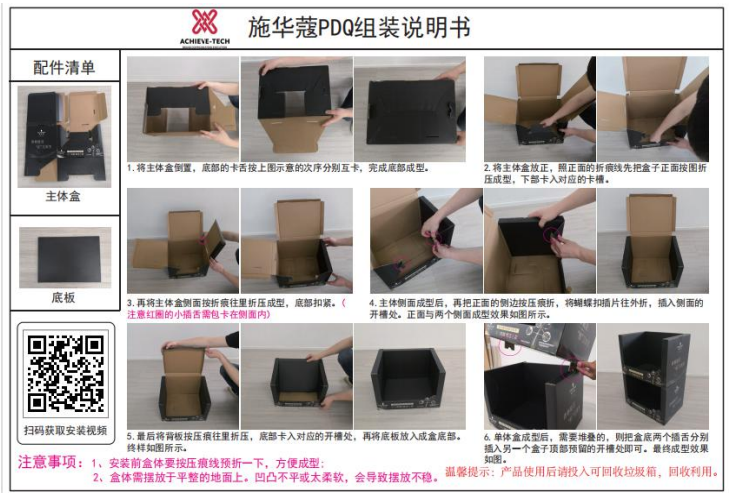 ACHIEVE-TECH
施华蔻PDQ组装说明书
配件清单
主体盒
底板
扫码获取安装视频
1.将主体盒倒置，底部的卡舌按上图示意的次序分别互卡，完成底部成型。
2.将主体盒放正，照正面的折痕线先把盒子正面按图折
压成型，下部卡入对应的卡槽。
3.再将主体盒侧面按折痕往里折压成型，底部扣紧。（
注意红圈的小插舌需包卡在侧面内）
4.主体侧面成型后，再把正面的侧边按压痕折，将蝴蝶扣插片往外折，插入侧面的
开槽处。正面与两个侧面成型效果如图所示。
5.最后将背板按压痕往里折压，底部卡入对应的开槽处，再将底板放入成盒底部。
终样如图所示。
6.单体盒成型后，需要堆叠的，则把盒底两个插舌分别
插入另一个盒子顶部预留的开槽处即可。最终成型效果
如图。
注意事项：1、安装前盒体要按压痕线预折一下，方便成型；
2、盒体需摆放于平整的地面上。凹凸不平或太柔软，会导致摆放不稳。
温馨提示：产品使用后请投入可回收垃圾箱，回收利用。